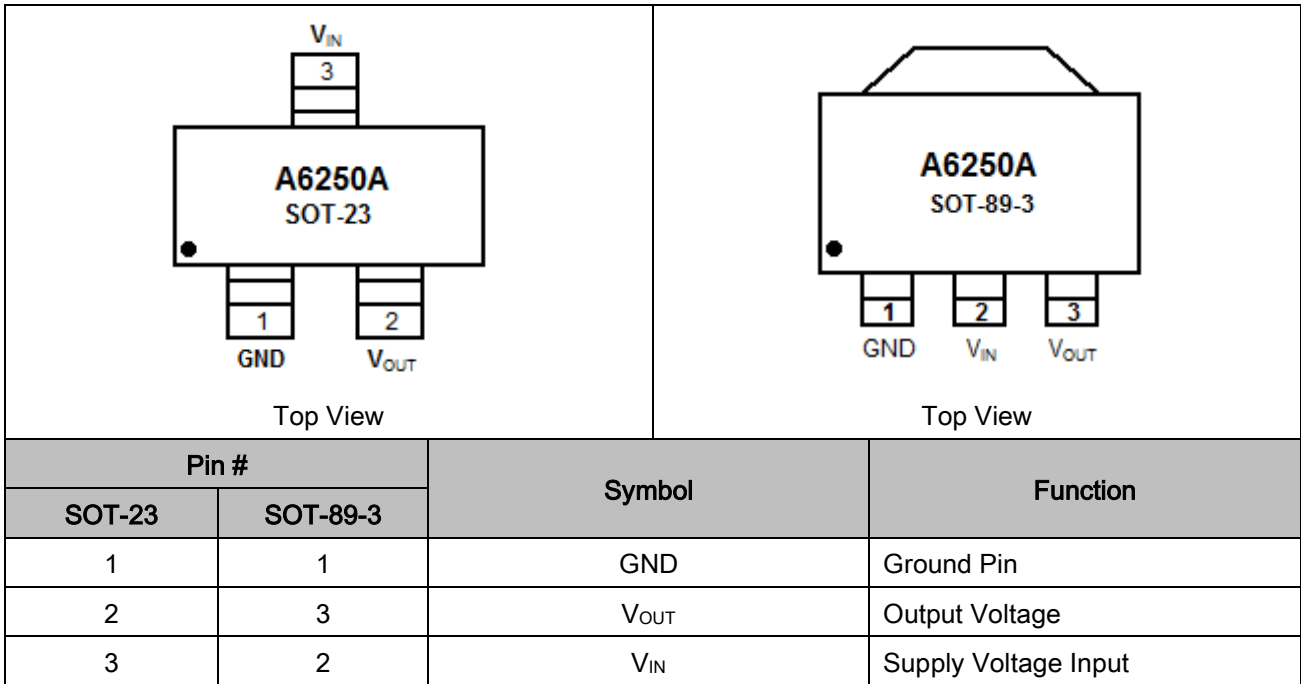 VIN
3
A6250A
SOT-23
1 2
GND VOUT
Top View
A6250A
SOT-89-3
1 2 3
GND VIN VOUT
Top View
Pin # Symbol Function
SOT-23 SOT-89-3
1 1 GND Ground Pin
2 3 VOUT Output Voltage
3 2 VIN Supply Voltage Input